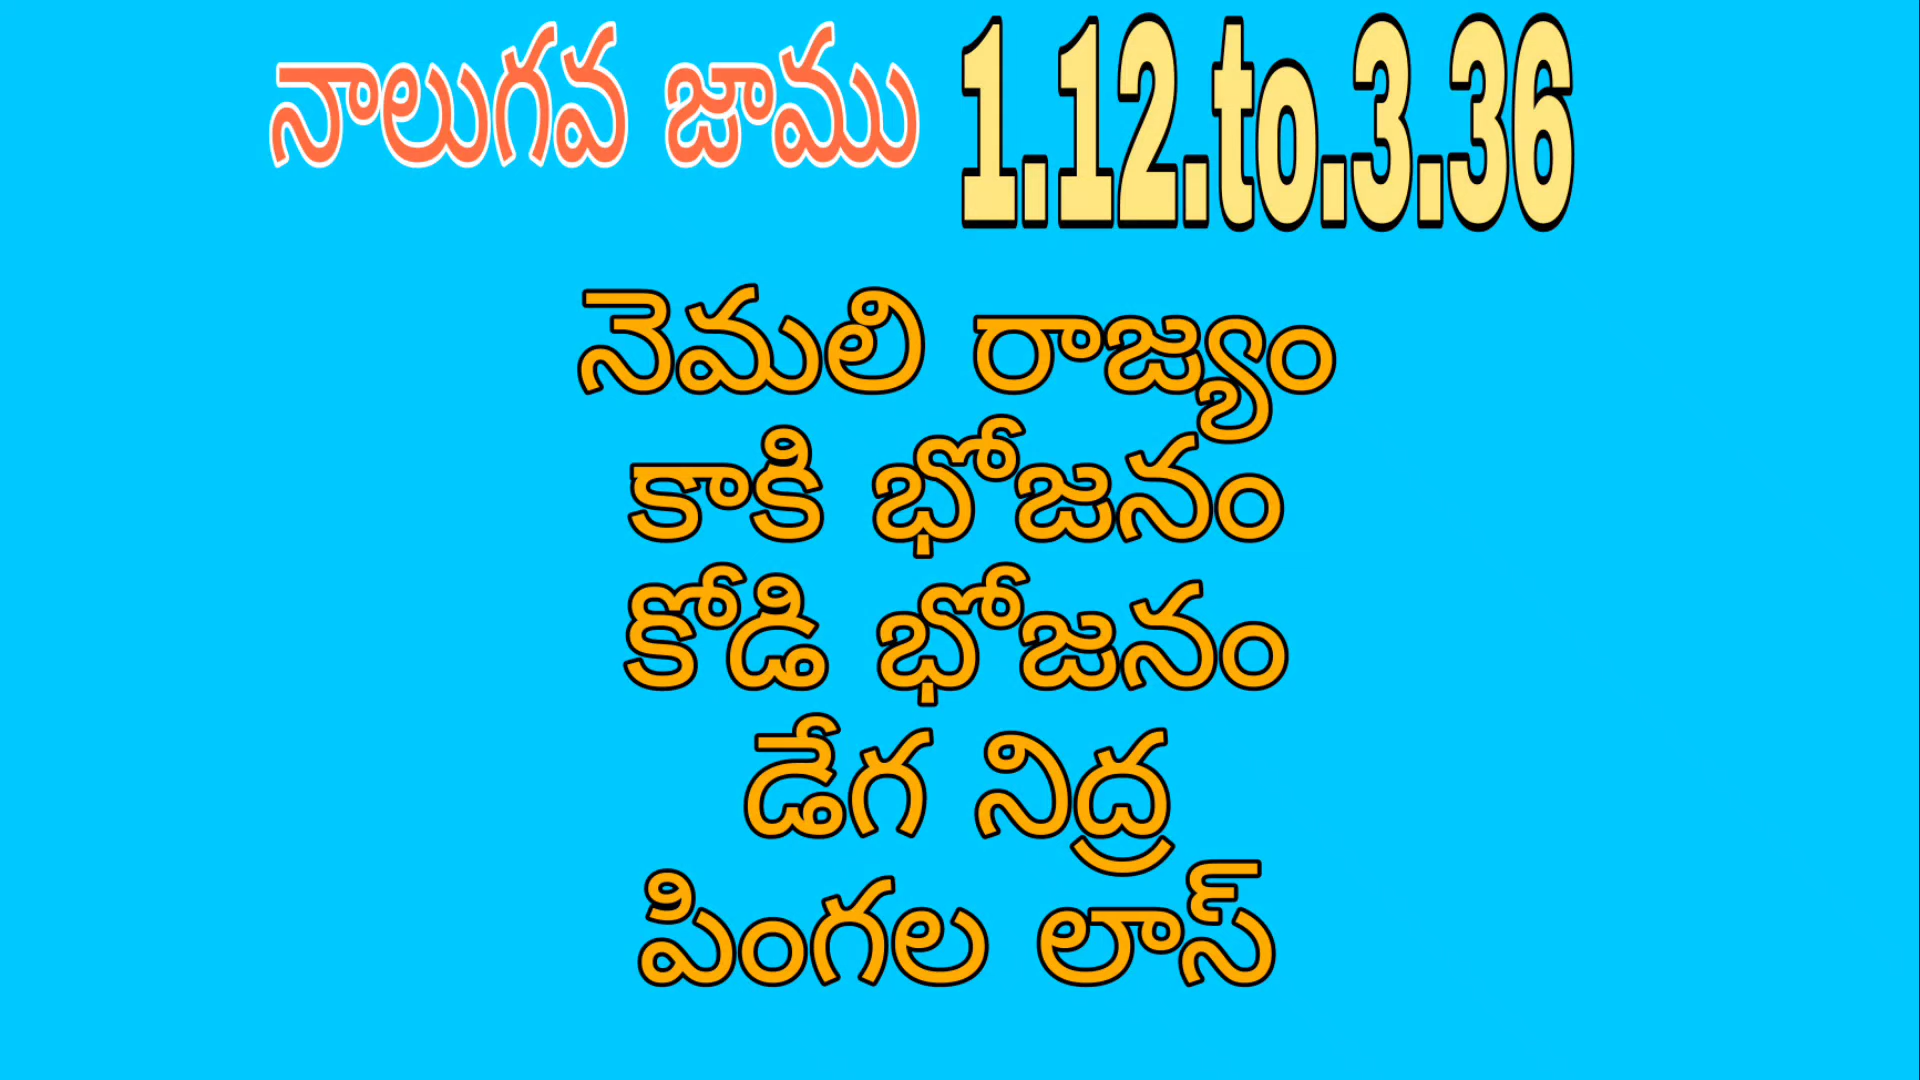 నాలుగవ జాము 1.12.to.3.36
నెమలి రాజ్యం
కాకి భోజనం
కోడి భోజనం
డేగ నిద్ర
పింగల లాస్